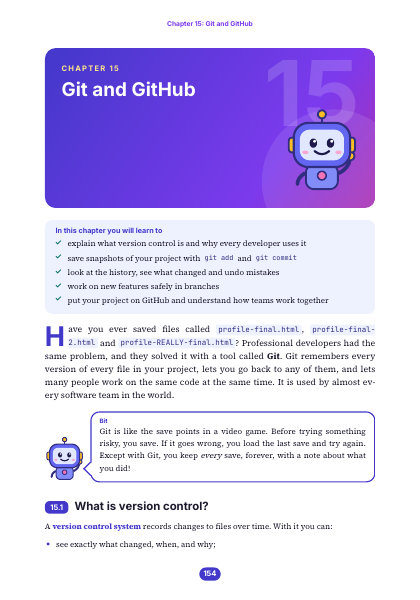 Chapter 15: Git and GitHub
CHAPTER 15
15
Git and GitHub
In this chapter you will learn to
explain what version control is and why every developer uses it
save snapshots of your project with git add and git commit
look at the history, see what changed and undo mistakes
work on new features safely in branches
put your project on GitHub and understand how teams work together
Have you ever saved files called profile-final.html, profile-final-
2.html and profile-REALLY-final.html? Professional developers had the
same problem, and they solved it with a tool called Git. Git remembers every
version of every file in your project, lets you go back to any of them, and lets
many people work on the same code at the same time. It is used by almost ev-
ery software team in the world.
Bit
Git is like the save points in a video game. Before trying something
risky, you save. If it goes wrong, you load the last save and try again.
Except with Git, you keep every save, forever, with a note about what
you did!
15.1 What is version control?
A version control system records changes to files over time. With it you can:
• see exactly what changed, when, and why;
154